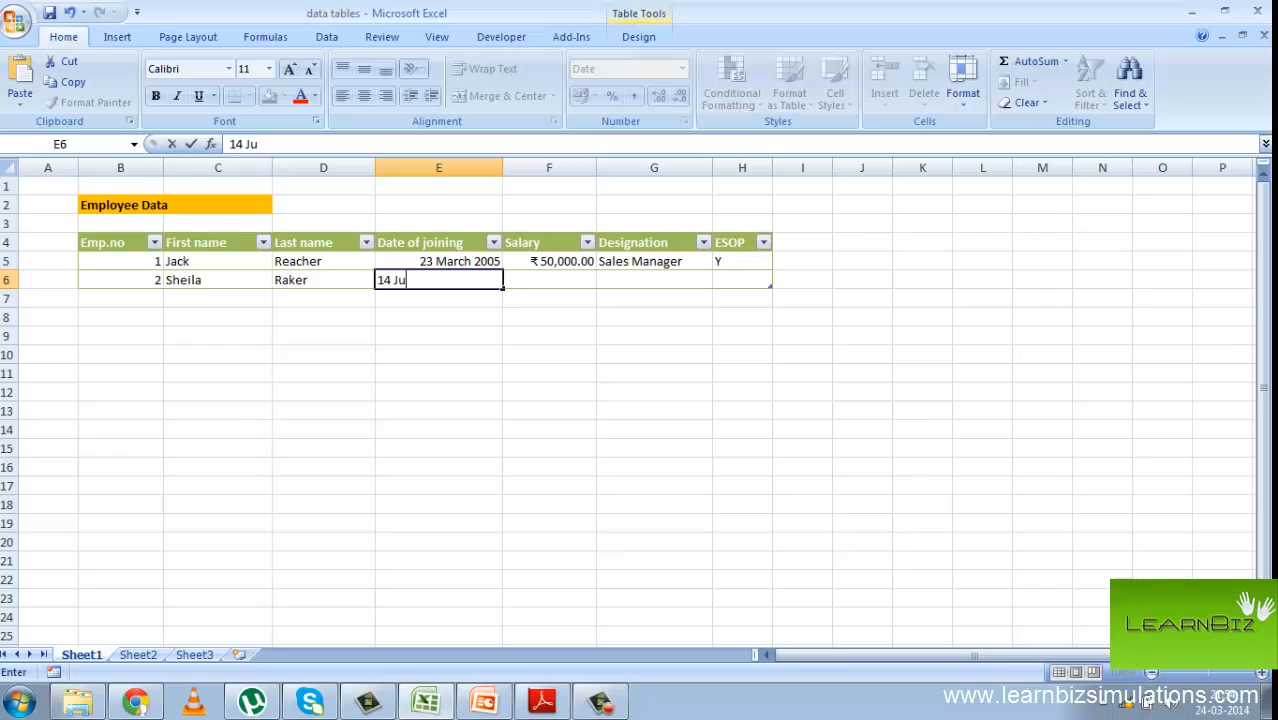 data tables - Microsoft Excel
Table Tools
Home Insert Page Layout Formulas Data Review View Developer Add-Ins Design
Paste
Cut
Copy
Format Painter
Clipboard
Calibri 11
B I U A
Font
Wrap Text
Merge & Center
Alignment
Date
%
Number
Conditional Formatting
Format as Table
Cell Styles
Styles
Insert Delete Format
Cells
AutoSum
Fill
Clear
Sort & Filter
Find & Select
Editing
E6 fx 14 Ju
A B C D E F G H I J K L M N O P
1
2 Employee Data
3
4 Emp.no First name Last name Date of joining Salary Designation ESOP
5 1 Jack Reacher 23 March 2005 ₹ 50,000.00 Sales Manager Y
6 2 Sheila Raker 14 Ju
7
8
9
10
11
12
13
14
15
16
17
18
19
20
21
22
23
24
25
LEARNBIZ
Sheet1 Sheet2 Sheet3
Enter
www.learnbizsimulations.com
24-03-2014